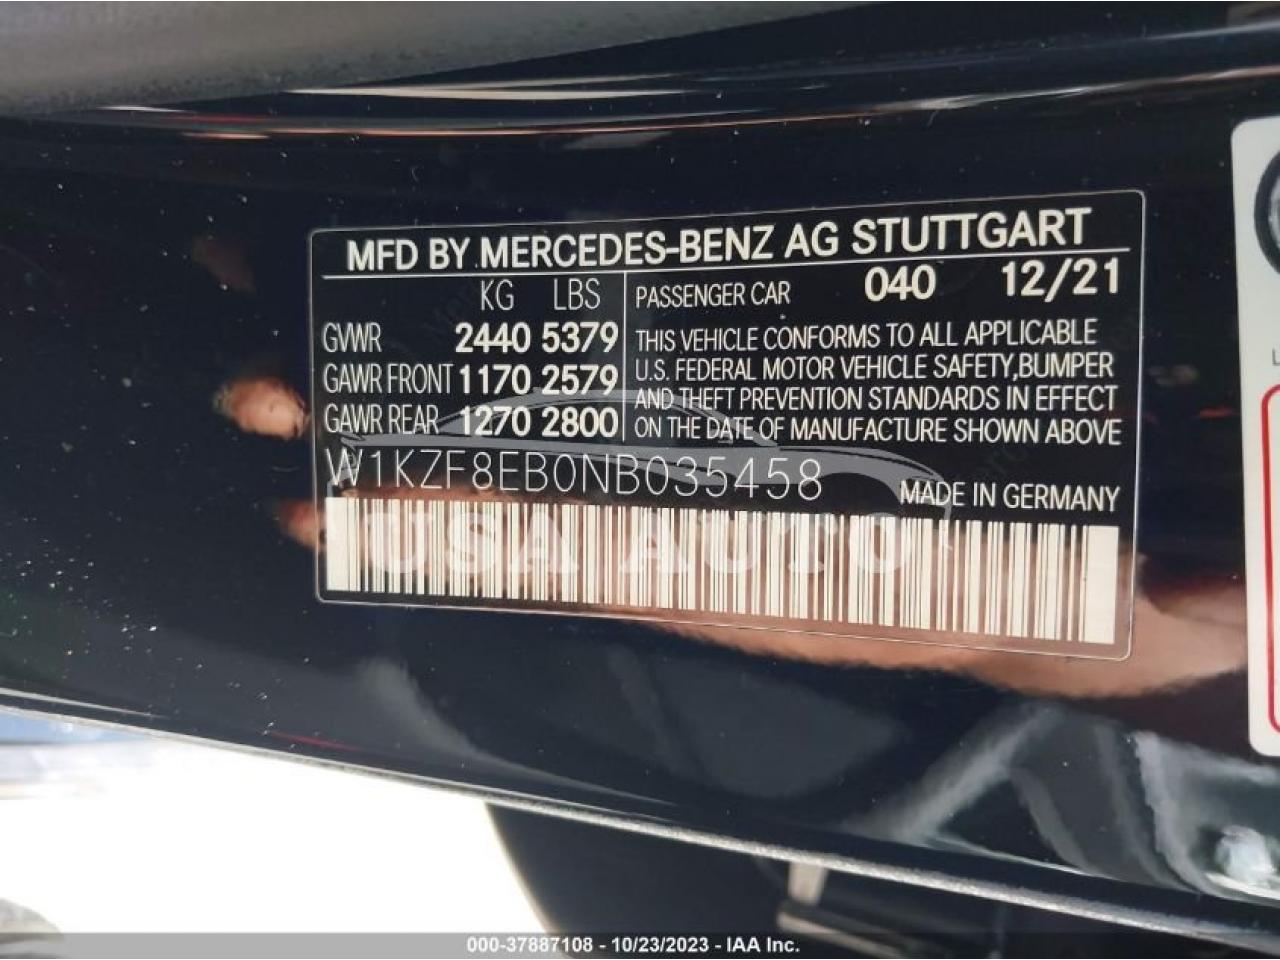 MFD BY MERCEDES-BENZ AG STUTTGART
KG LBS
GVWR 2440 5379
GAWR FRONT 1170 2579
GAWR REAR 1270 2800
PASSENGER CAR 040 12/21
THIS VEHICLE CONFORMS TO ALL APPLICABLE
U.S. FEDERAL MOTOR VEHICLE SAFETY,BUMPER
AND THEFT PREVENTION STANDARDS IN EFFECT
ON THE DATE OF MANUFACTURE SHOWN ABOVE
W1KZF8EB0NB035458
MADE IN GERMANY
USA AUTO
000-37887108 - 10/23/2023 - IAA Inc.